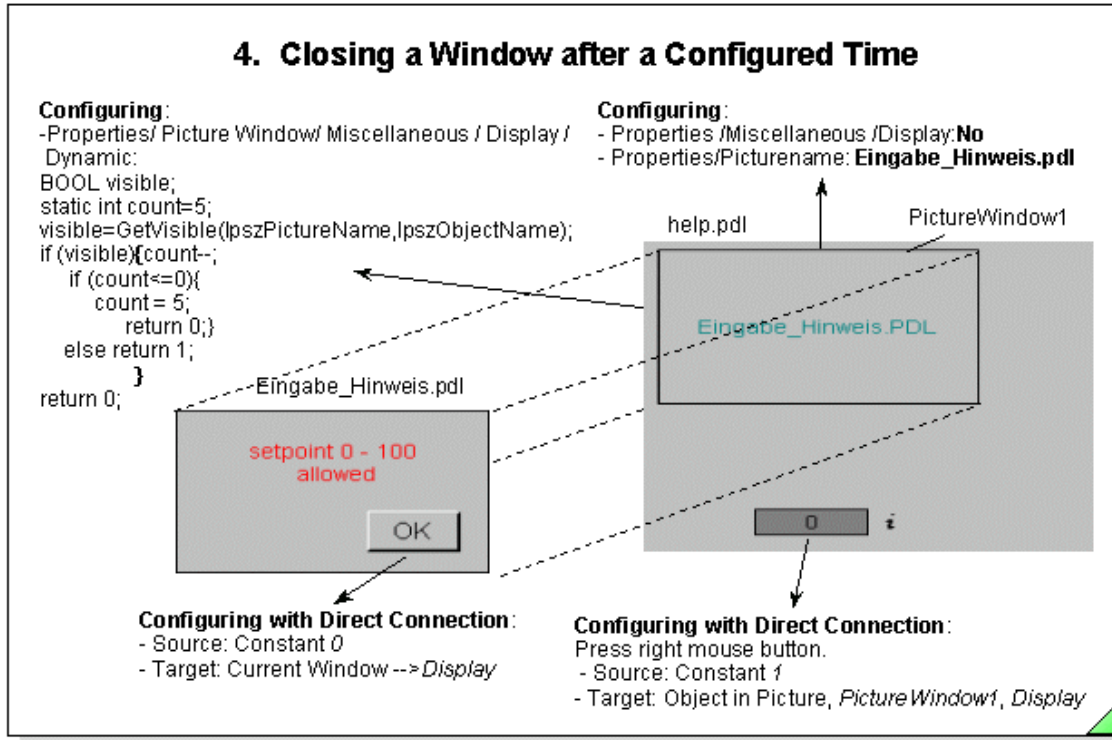 4. Closing a Window after a Configured Time
Configuring:
-Properties/ Picture Window/ Miscellaneous / Display /
Dynamic:
BOOL visible;
static int count=5;
visible=GetVisible(lpszPictureName,lpszObjectName);
if (visible){count--;
if (count<=0){
count = 5;
return 0;}
else return 1;
}
return 0;
Configuring:
- Properties /Miscellaneous /Display:No
- Properties/Picturename: Eingabe_Hinweis.pdl
help.pdl
PictureWindow1
Eingabe_Hinweis.PDL
0
i
Eingabe_Hinweis.pdl
setpoint 0 - 100
allowed
OK
Configuring with Direct Connection:
- Source: Constant 0
- Target: Current Window -->Display
Configuring with Direct Connection:
Press right mouse button.
- Source: Constant 1
- Target: Object in Picture, PictureWindow1, Display